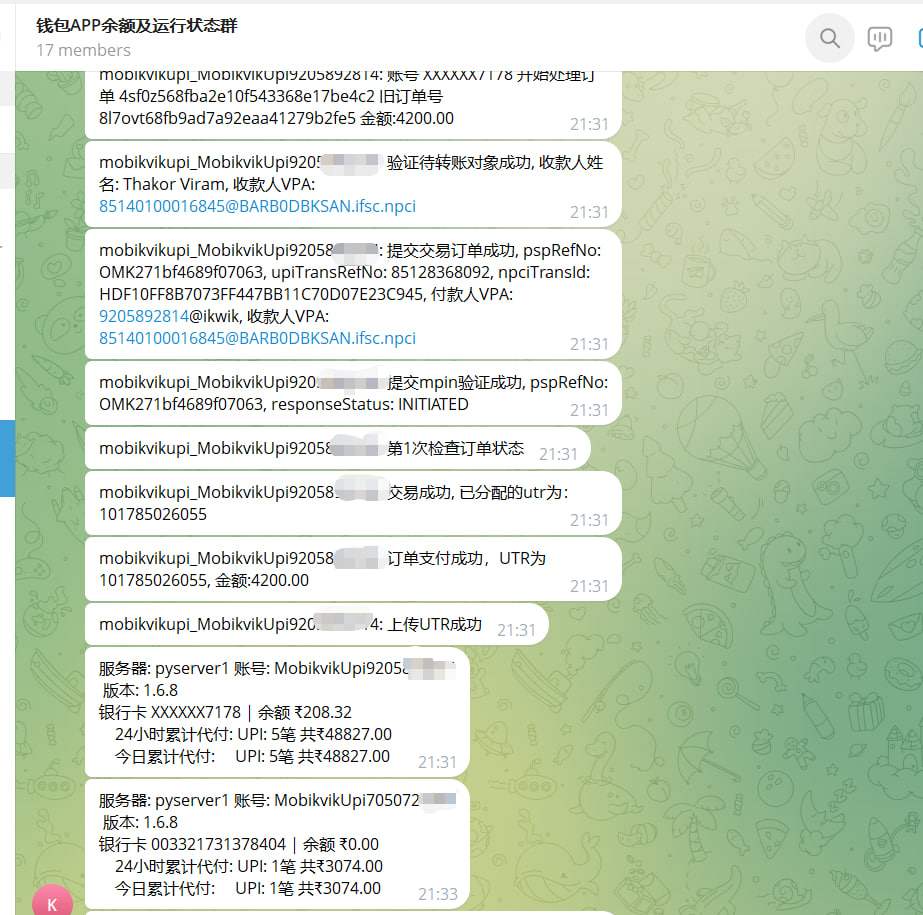 钱包APP余额及运行状态群
17 members
mobikvikupi_MobikvikUpi9205892814: 账号 XXXXXX7178 开始处理订
单 4sf0z568fba2e10f543368e17be4c2 旧订单号
8l7ovt68fb9ad7a92eaa41279b2fe5 金额:4200.00
21:31
mobikvikupi_MobikvikUpi9205 验证待转账对象成功, 收款人姓
名: Thakor Viram, 收款人VPA:
85140100016845@BARB0DBKSAN.ifsc.npci
21:31
mobikvikupi_MobikvikUpi92058 : 提交交易订单成功, pspRefNo:
OMK271bf4689f07063, upiTransRefNo: 85128368092, npciTransId:
HDF10FF8B7073FF447BB11C70D07E23C945, 付款人VPA:
9205892814@ikwik, 收款人VPA:
85140100016845@BARB0DBKSAN.ifsc.npci
21:31
mobikvikupi_MobikvikUpi920 提交mpin验证成功, pspRefNo:
OMK271bf4689f07063, responseStatus: INITIATED
21:31
mobikvikupi_MobikvikUpi92058 第1次检查订单状态
21:31
mobikvikupi_MobikvikUpi92058 交易成功, 已分配的utr为:
101785026055
21:31
mobikvikupi_MobikvikUpi92058 订单支付成功，UTR为
101785026055, 金额:4200.00
21:31
mobikvikupi_MobikvikUpi920 4: 上传UTR成功
21:31
服务器: pyserver1 账号: MobikvikUpi9205
版本: 1.6.8
银行卡 XXXXXX7178 | 余额 ₹208.32
24小时累计代付: UPI: 5笔 共₹48827.00
今日累计代付: UPI: 5笔 共₹48827.00
21:31
服务器: pyserver1 账号: MobikvikUpi705072
版本: 1.6.8
银行卡 003321731378404 | 余额 ₹0.00
24小时累计代付: UPI: 1笔 共₹3074.00
今日累计代付: UPI: 1笔 共₹3074.00
21:33
K